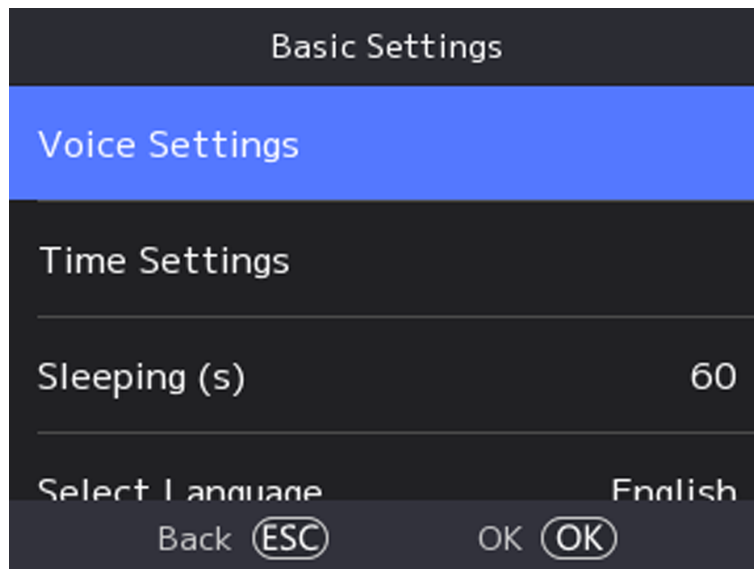 Basic Settings
Voice Settings
Time Settings
Sleeping (s) 60
Select Language English
Back ESC OK OK